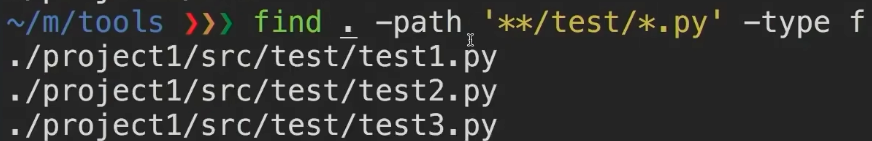 ~/m/tools ❯❯❯ find . -path '**/test/*.py' -type f
./project1/src/test/test1.py
./project1/src/test/test2.py
./project1/src/test/test3.py